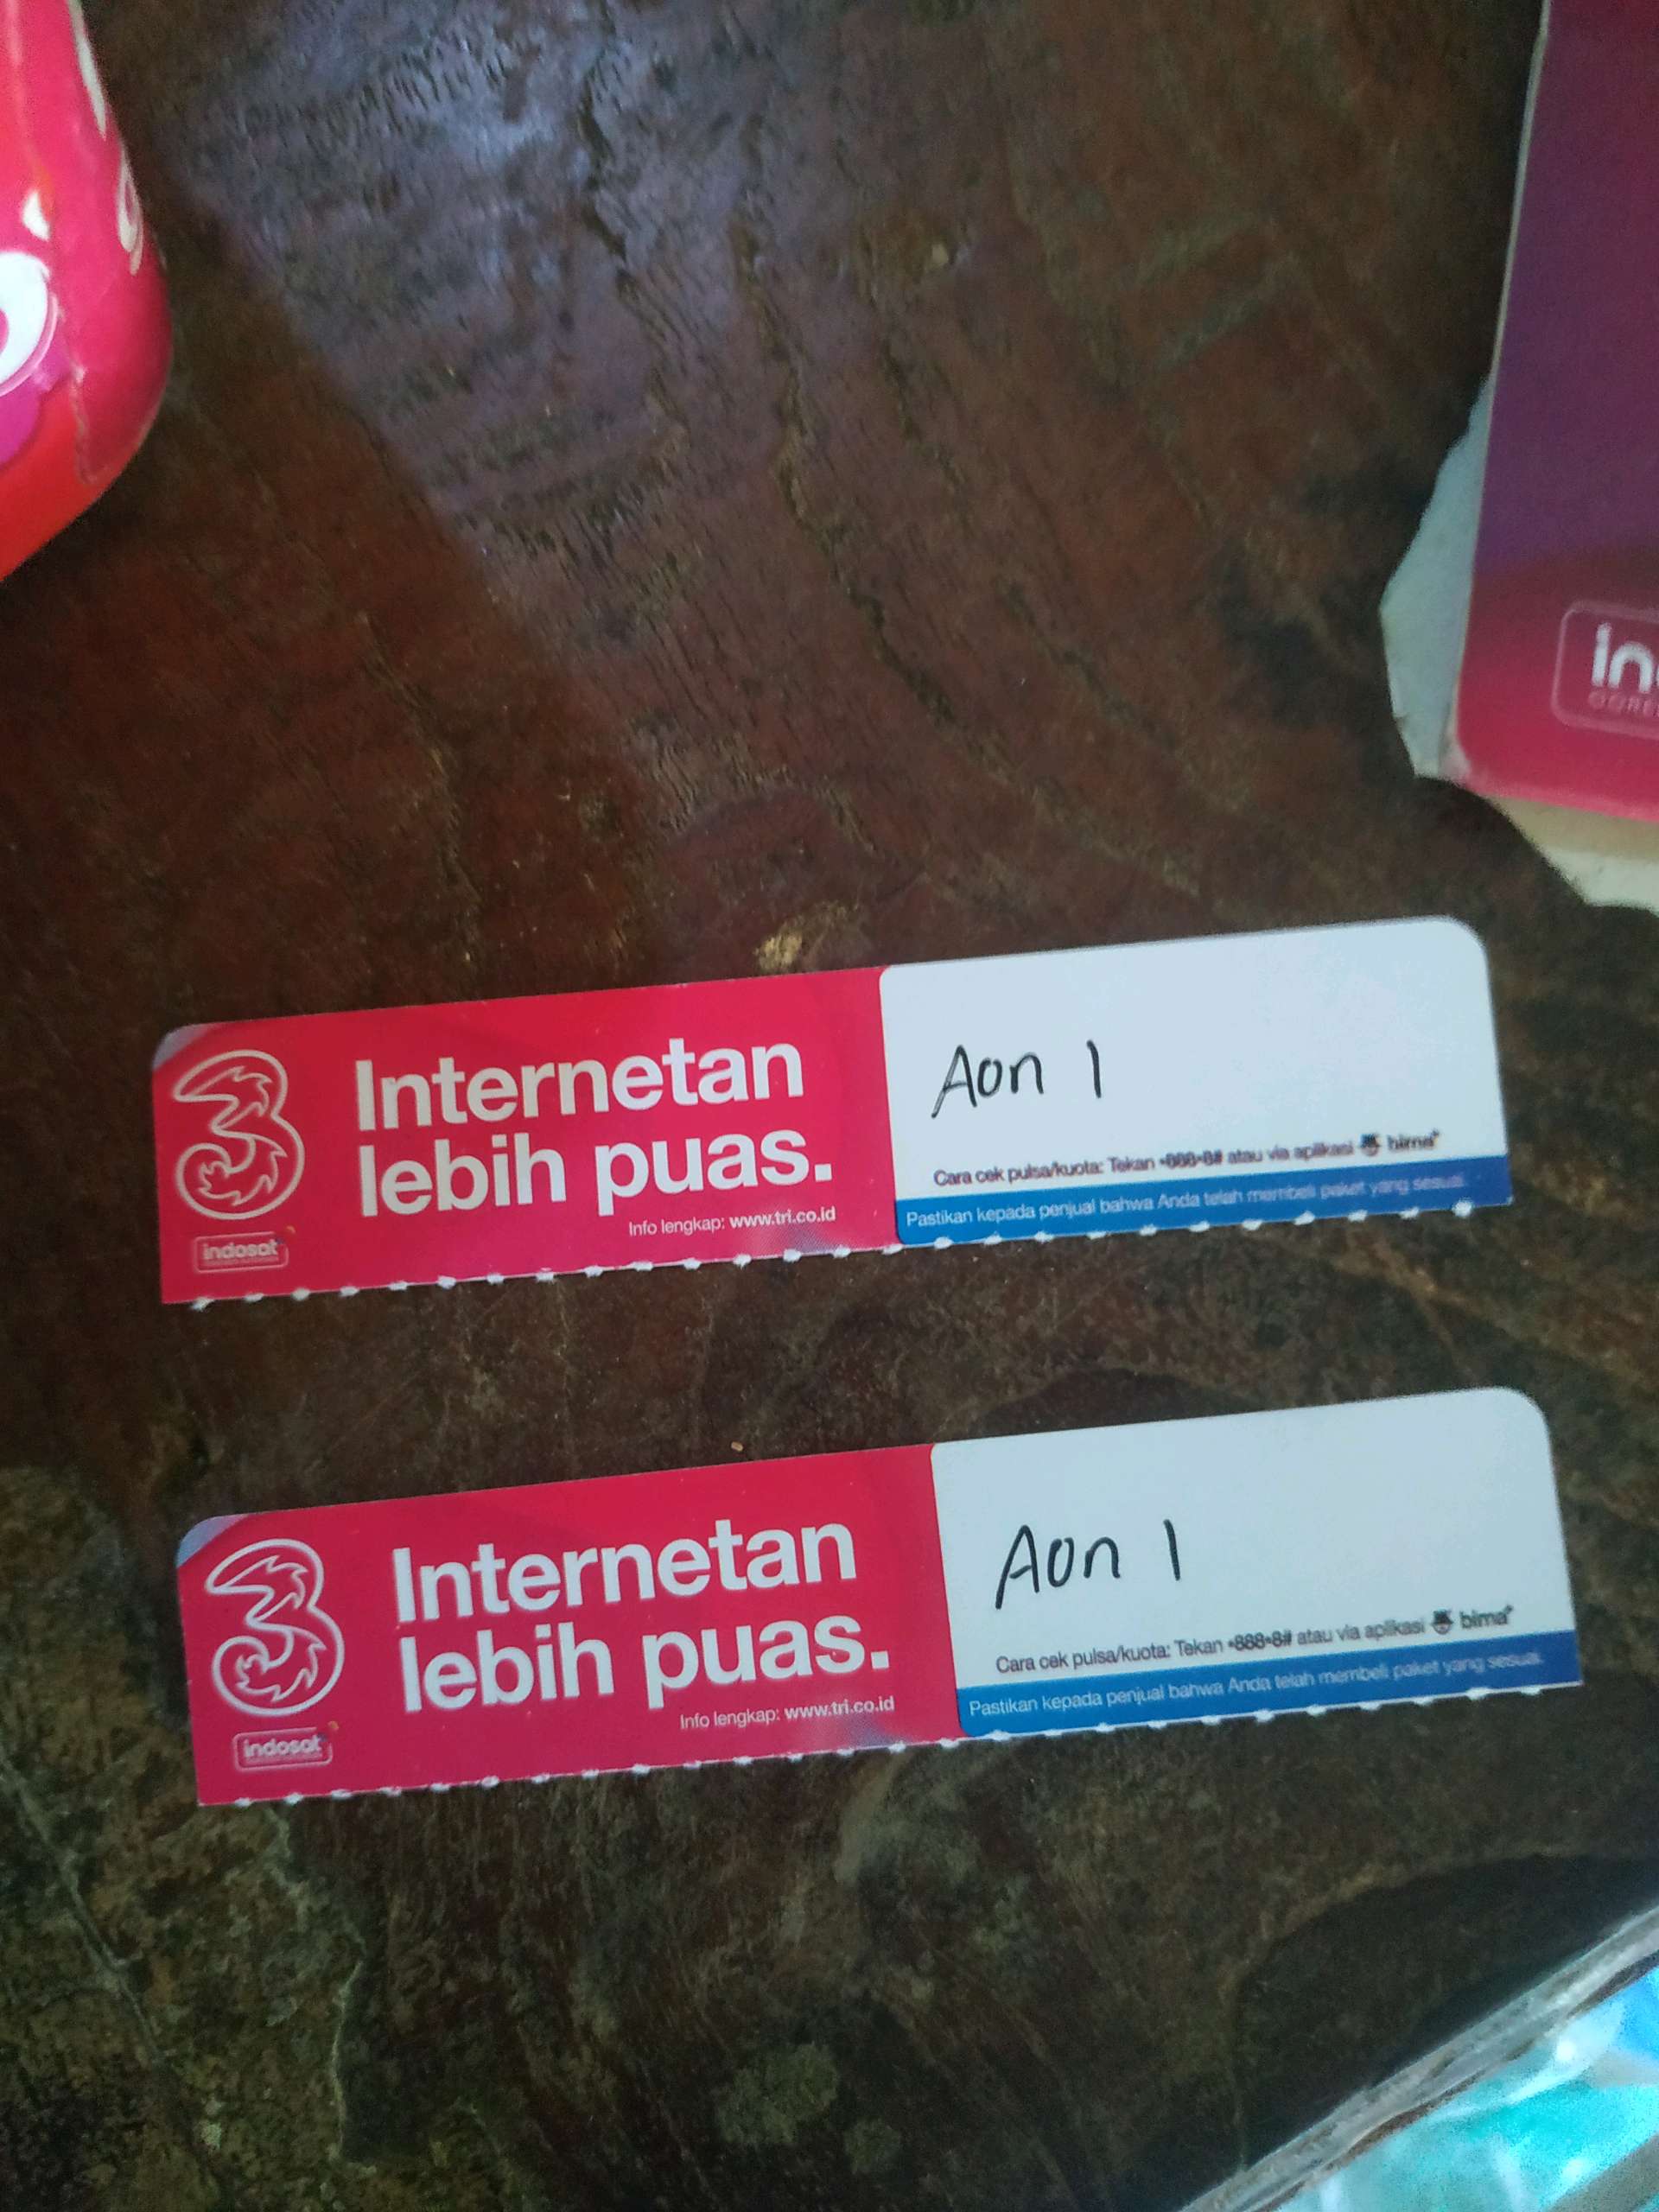 in
3 Internetan
lebih puas.
Info lengkap: www.tri.co.id
indosat
Aon 1
Cara cek pulsa/kuota: Tekan *888*8# atau via aplikasi bima+
Pastikan kepada penjual bahwa Anda telah membeli paket yang sesuai.
3 Internetan
lebih puas.
Info lengkap: www.tri.co.id
indosat
Aon 1
Cara cek pulsa/kuota: Tekan *888*8# atau via aplikasi bima+
Pastikan kepada penjual bahwa Anda telah membeli paket yang sesuai.